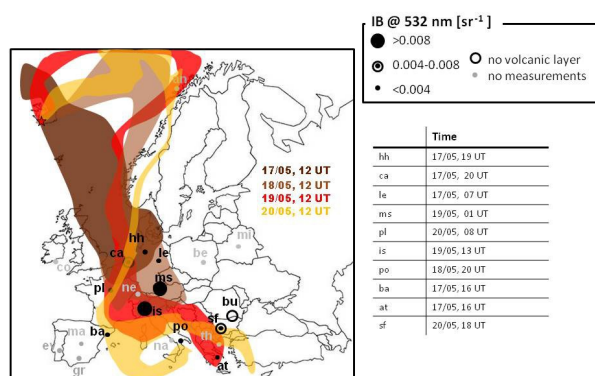 IB @ 532 nm [sr⁻¹]
>0.008
0.004-0.008
<0.004
no volcanic layer
no measurements
17/05, 12 UT
18/05, 12 UT
19/05, 12 UT
20/05, 12 UT
an
hh
ca
le
mi
be
co
ms
pl
ne
is
bu
sf
po
ba
ma
ev
gr
na
th
at
Time
hh 17/05, 19 UT
ca 17/05, 20 UT
le 17/05, 07 UT
ms 19/05, 01 UT
pl 20/05, 08 UT
is 19/05, 13 UT
po 18/05, 20 UT
ba 17/05, 16 UT
at 17/05, 16 UT
sf 20/05, 18 UT